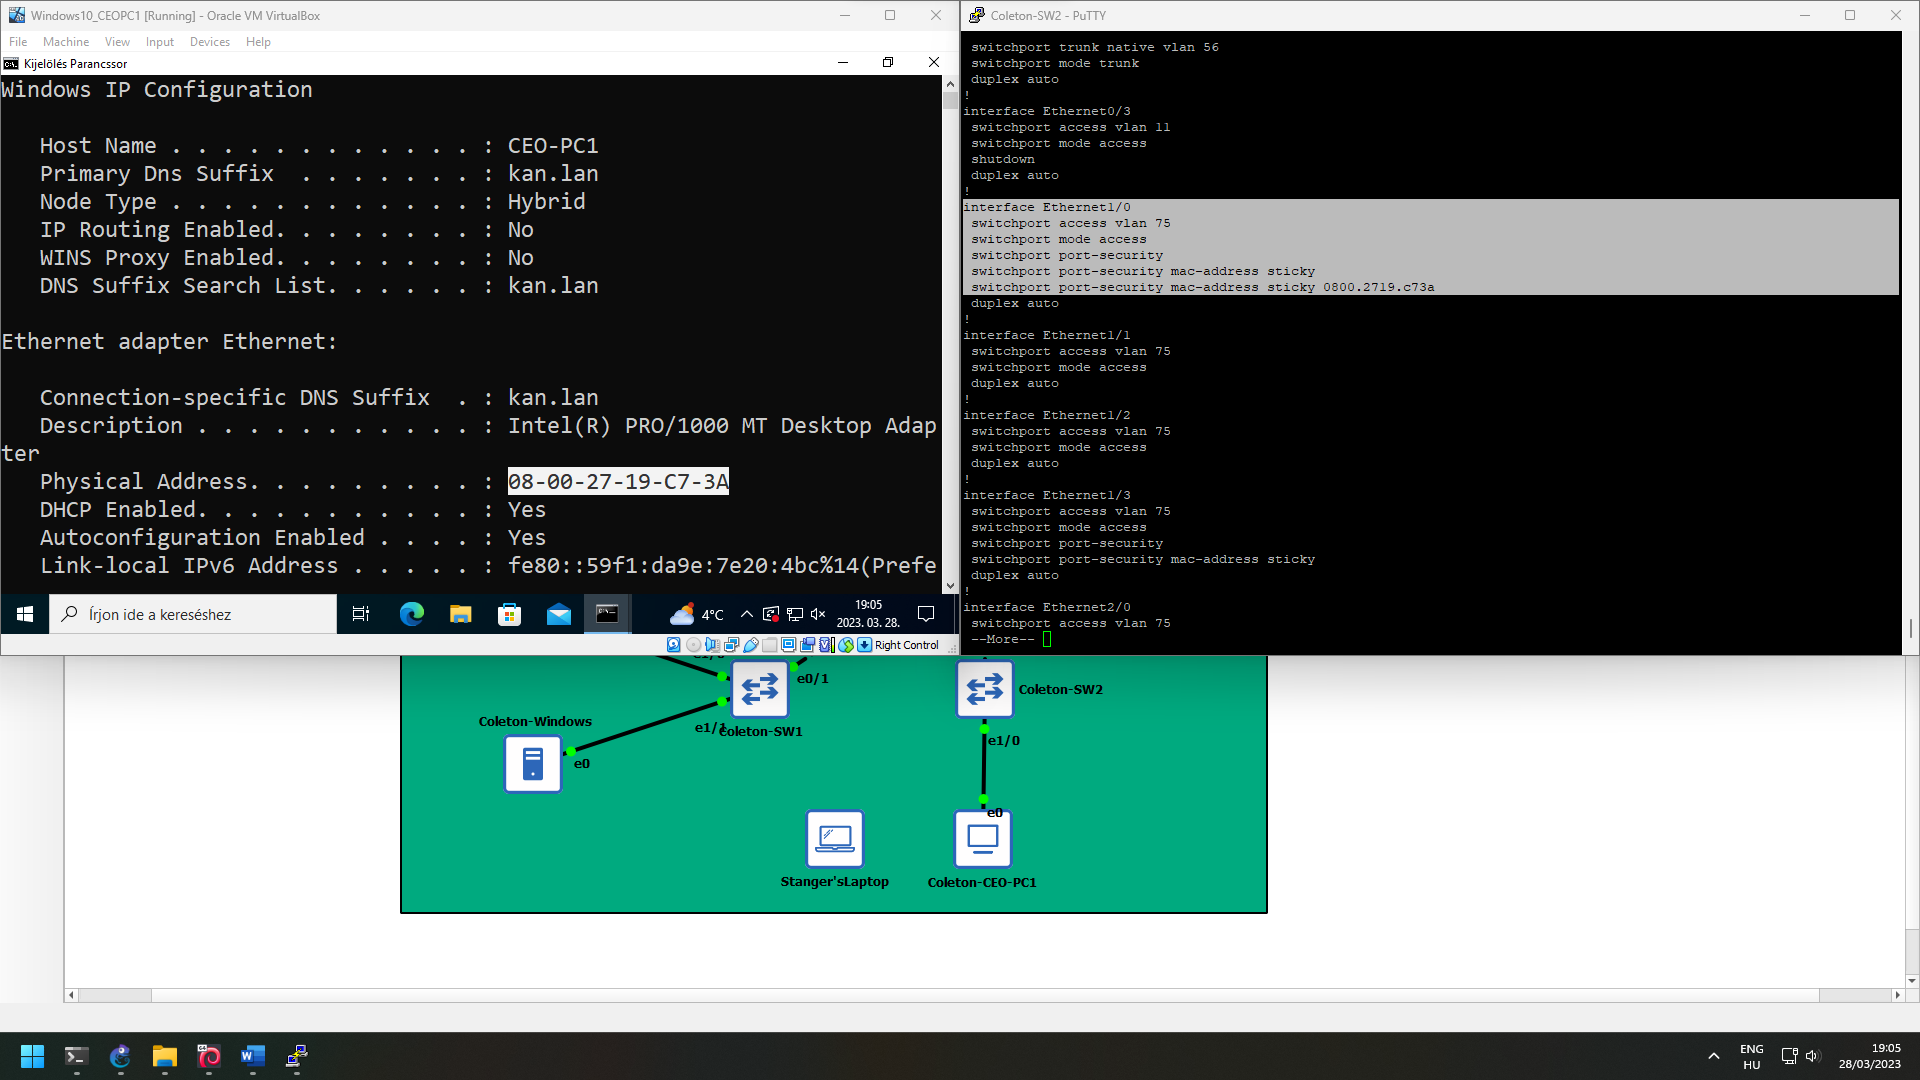 Windows10_CEOPC1 [Running] - Oracle VM VirtualBox
File Machine View Input Devices Help
Kijelölés Parancssor
Windows IP Configuration
Host Name . . . . . . . . . . . . : CEO-PC1
Primary Dns Suffix  . . . . . . . : kan.lan
Node Type . . . . . . . . . . . . : Hybrid
IP Routing Enabled. . . . . . . . : No
WINS Proxy Enabled. . . . . . . . : No
DNS Suffix Search List. . . . . . : kan.lan
Ethernet adapter Ethernet:
Connection-specific DNS Suffix  . : kan.lan
Description . . . . . . . . . . . : Intel(R) PRO/1000 MT Desktop Adap
ter
Physical Address. . . . . . . . . : 08-00-27-19-C7-3A
DHCP Enabled. . . . . . . . . . . : Yes
Autoconfiguration Enabled . . . . : Yes
Link-local IPv6 Address . . . . . : fe80::59f1:da9e:7e20:4bc%14(Prefe
Írjon ide a kereséshez
4°C
19:05
2023. 03. 28.
Right Control
Coleton-SW2 - PuTTY
switchport trunk native vlan 56
switchport mode trunk
duplex auto
!
interface Ethernet0/3
switchport access vlan 11
switchport mode access
shutdown
duplex auto
!
interface Ethernet1/0
switchport access vlan 75
switchport mode access
switchport port-security
switchport port-security mac-address sticky
switchport port-security mac-address sticky 0800.2719.c73a
duplex auto
!
interface Ethernet1/1
switchport access vlan 75
switchport mode access
duplex auto
!
interface Ethernet1/2
switchport access vlan 75
switchport mode access
duplex auto
!
interface Ethernet1/3
switchport access vlan 75
switchport mode access
switchport port-security
switchport port-security mac-address sticky
duplex auto
!
interface Ethernet2/0
switchport access vlan 75
--More--
e0/1
Coleton-SW2
Coleton-Windows
e1/1
Coleton-SW1
e1/0
e0
e0
Stanger'sLaptop
Coleton-CEO-PC1
ENG
HU
19:05
28/03/2023